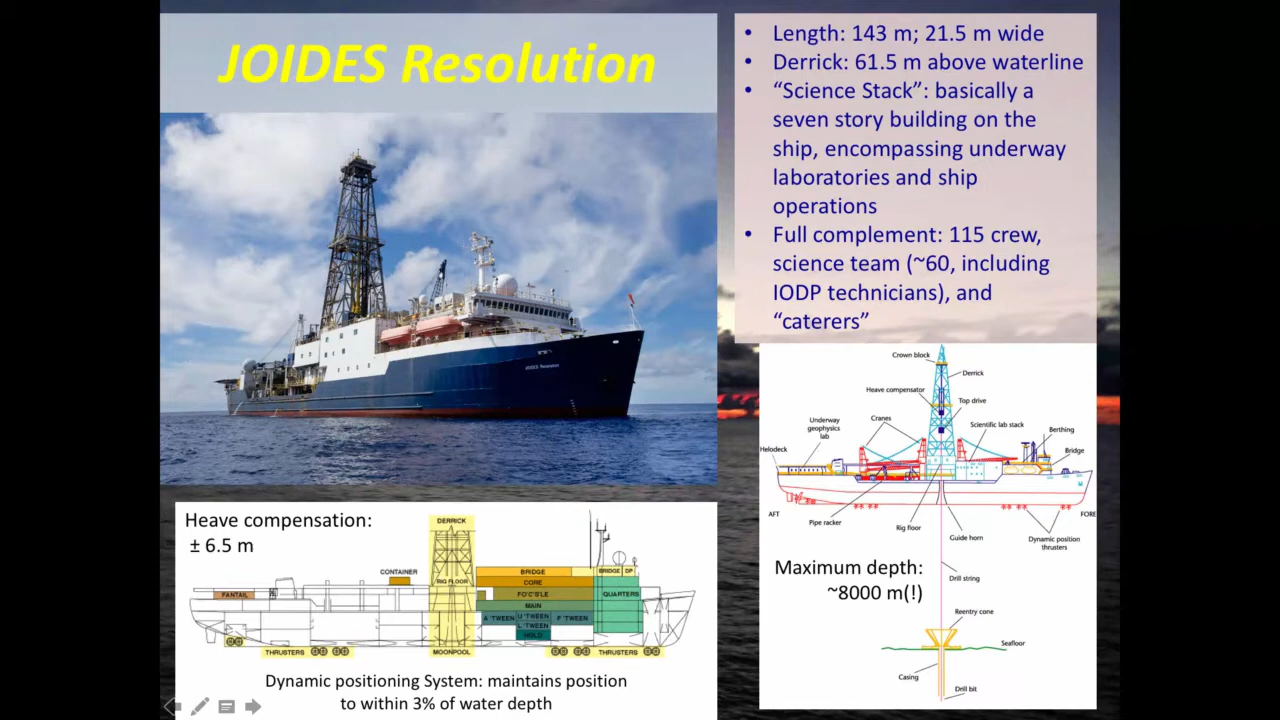 JOIDES Resolution
JOIDES Resolution
• Length: 143 m; 21.5 m wide
• Derrick: 61.5 m above waterline
• “Science Stack”: basically a
seven story building on the
ship, encompassing underway
laboratories and ship
operations
• Full complement: 115 crew,
science team (~60, including
IODP technicians), and
“caterers”
Crown block
Derrick
Heave compensator
Top drive
Cranes
Scientific lab stack
Underway
geophysics
lab
Berthing
Helodeck
Bridge
AFT
FORE
Pipe racker
Rig floor
Guide horn
Dynamic position
thrusters
Maximum depth:
~8000 m(!)
Drill string
Reentry cone
Seafloor
Casing
Drill bit
Heave compensation:
± 6.5 m
DERRICK
CONTAINER
RIG FLOOR
BRIDGE
BRIDGE
DP
CORE
FANTAIL
FO'C'S'LE
QUARTERS
MAIN
A 'TWEEN
U 'TWEEN
F 'TWEEN
L 'TWEEN
HOLD
THRUSTERS
MOONPOOL
THRUSTERS
Dynamic positioning System: maintains position
to within 3% of water depth